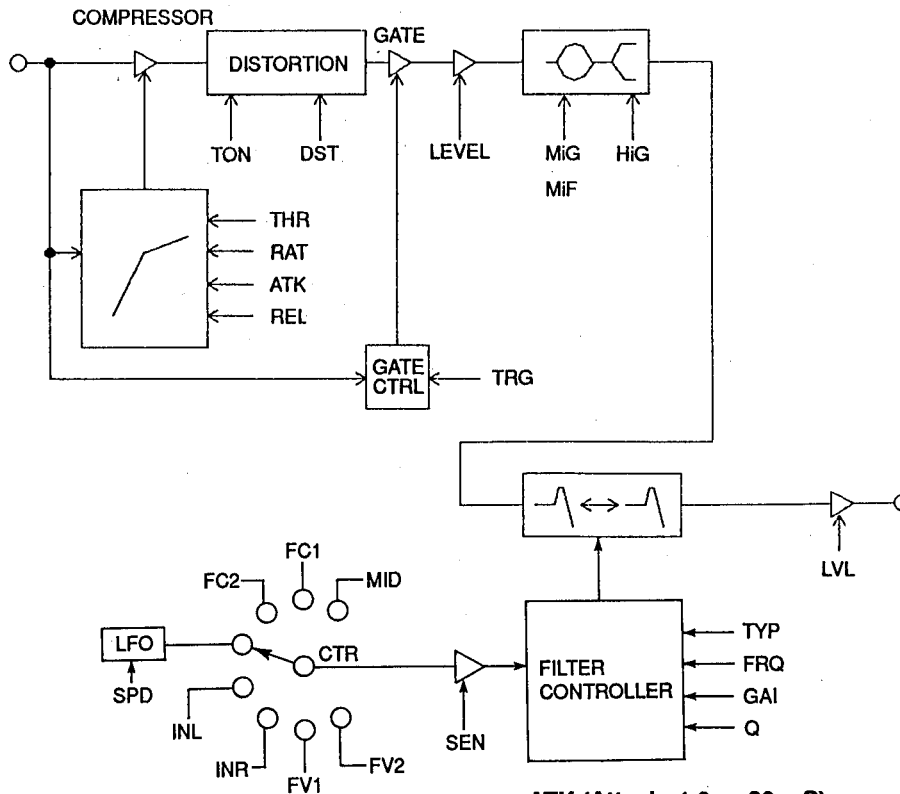 COMPRESSOR
GATE
DISTORTION
TON
DST
LEVEL
MiG
HiG
MiF
THR
RAT
ATK
REL
GATE
CTRL
TRG
LVL
FC1
FC2
MID
LFO
CTR
SPD
INL
INR
FV1
FV2
SEN
FILTER
CONTROLLER
TYP
FRQ
GAI
Q